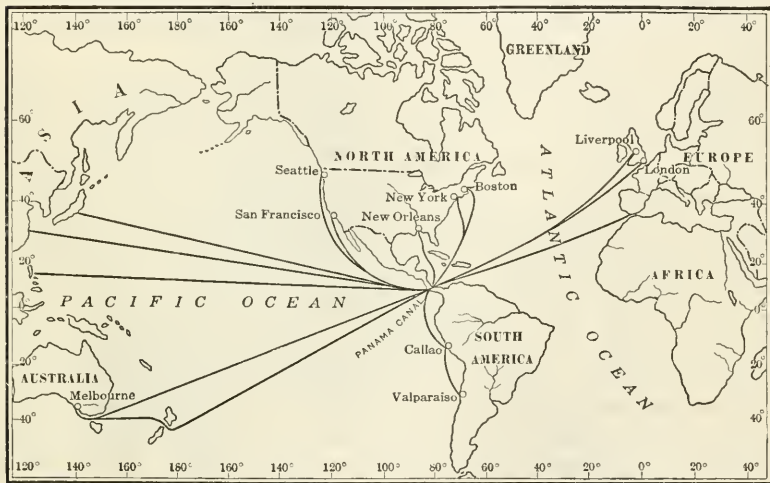 120° 140° 160° 180° 160° 140° 120° 100° 80° 60° 40° 20° 0° 20° 40°
GREENLAND
ASIA
60° 60°
Liverpool
NORTH AMERICA
EUROPE
Seattle
London
Boston
New York
40° 40°
San Francisco
New Orleans
ATLANTIC OCEAN
20° 20°
AFRICA
PACIFIC OCEAN
0° 0°
PANAMA CANAL
SOUTH
AMERICA
Callao
20° 20°
AUSTRALIA
Melbourne
Valparaiso
40° 40°
120° 140° 160° 180° 160° 140° 120° 100° 80° 60° 40° 20° 0° 20° 40°